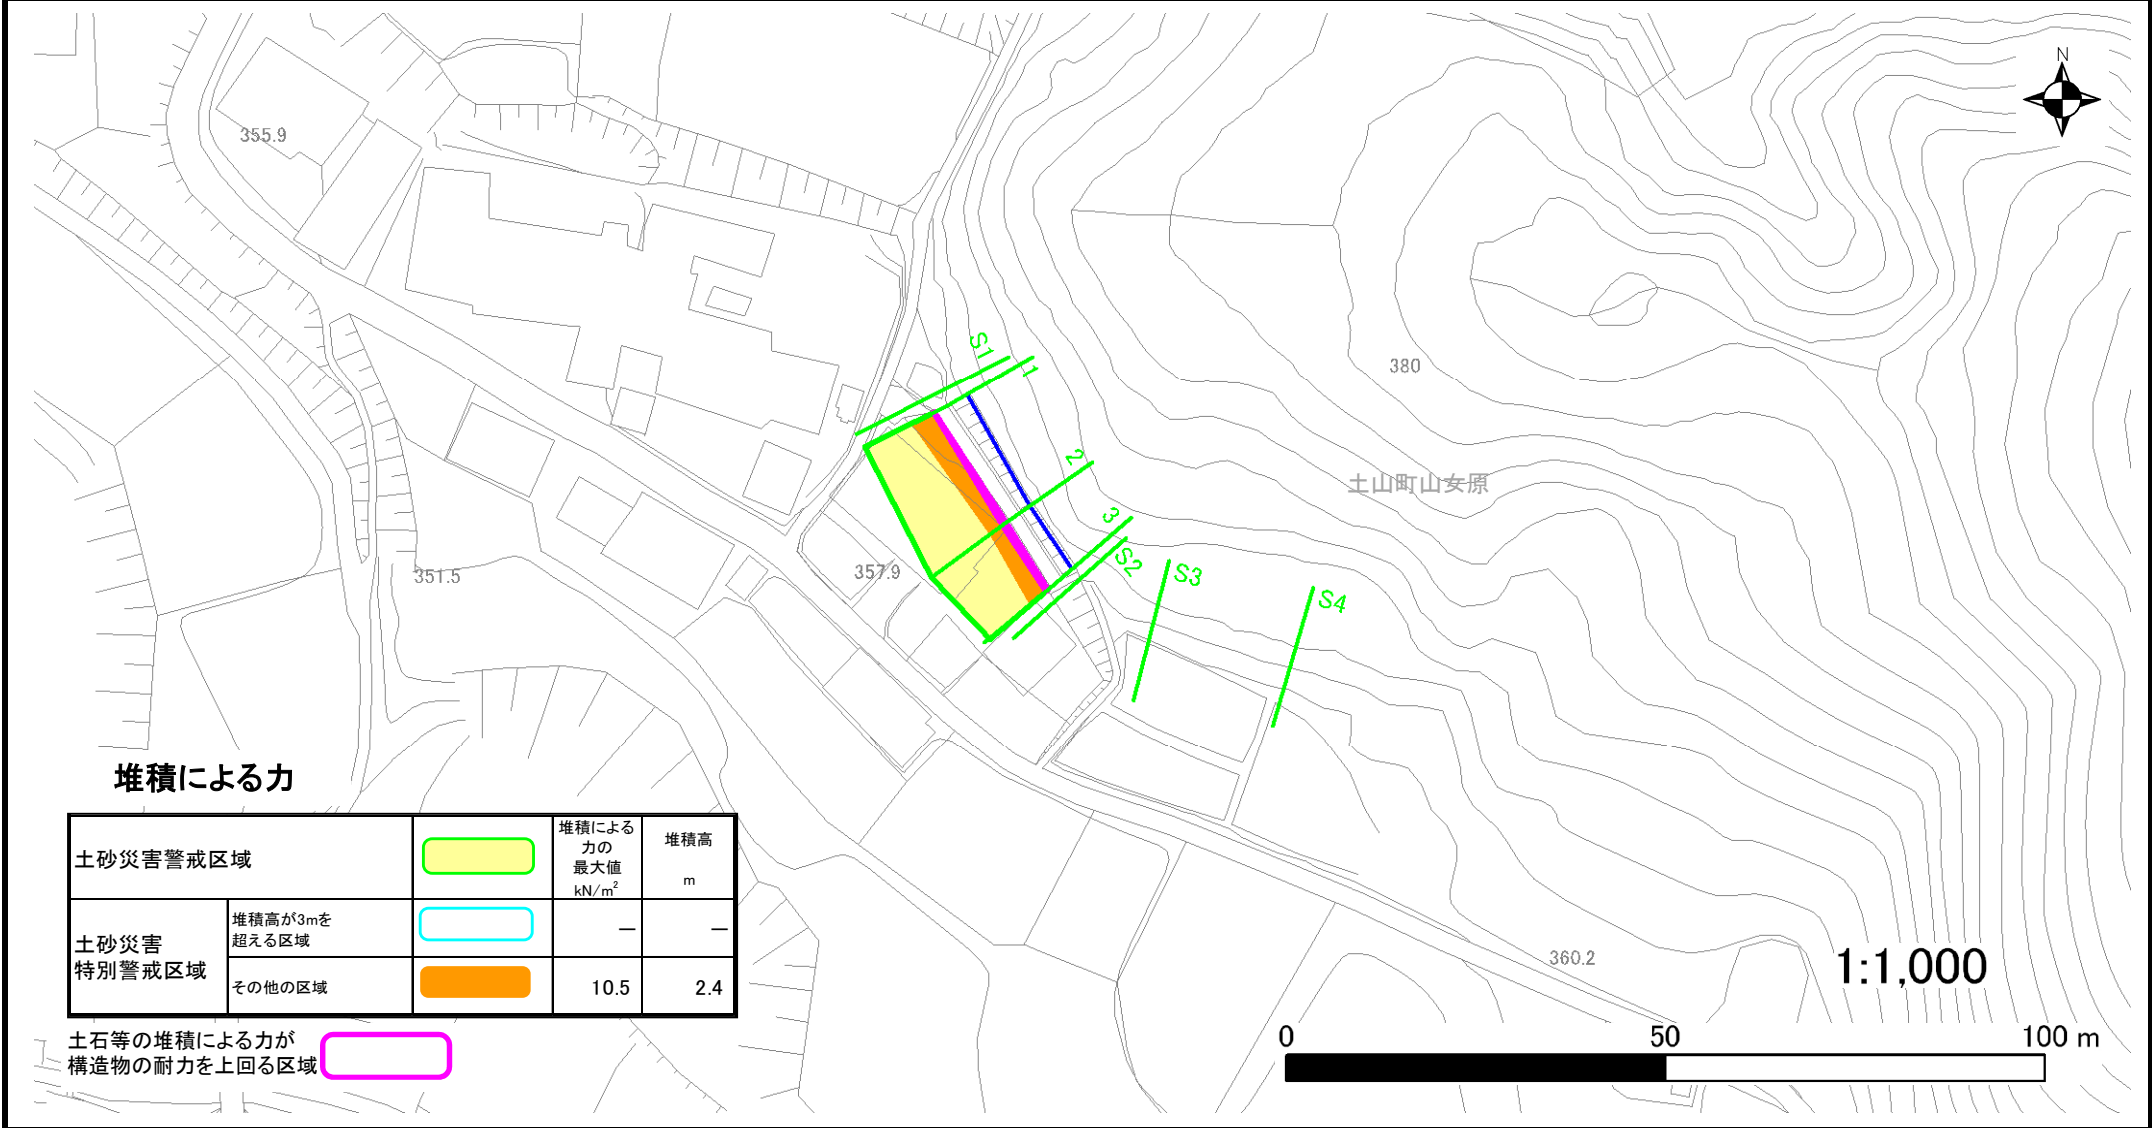 N
355.9
S1
1
380
2
土山町山女原
3
S2
357.9
351.5
S3
S4
堆積による力
土砂災害警戒区域
堆積による
力の
最大値
kN/m²
堆積高
m
土砂災害
特別警戒区域
堆積高が3mを
超える区域
―
―
その他の区域
10.5
2.4
土石等の堆積による力が
構造物の耐力を上回る区域
360.2
1:1,000
0 50 100 m